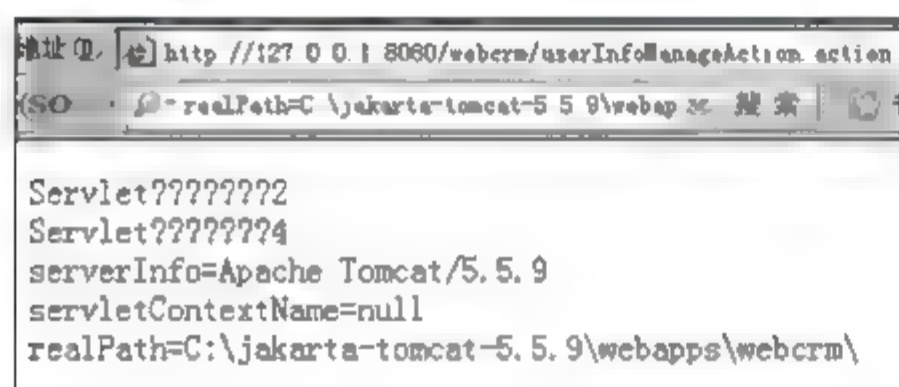 地址(D) http //127 0 0.1 8080/webcrm/userInfoManageAction action
(SO realPath=C \jakarta-tomcat-5 5 9\webap 搜索
Servlet????????2
Servlet????????4
serverInfo=Apache Tomcat/5.5.9
servletContextName=null
realPath=C:\jakarta-tomcat-5.5.9\webapps\webcrm\